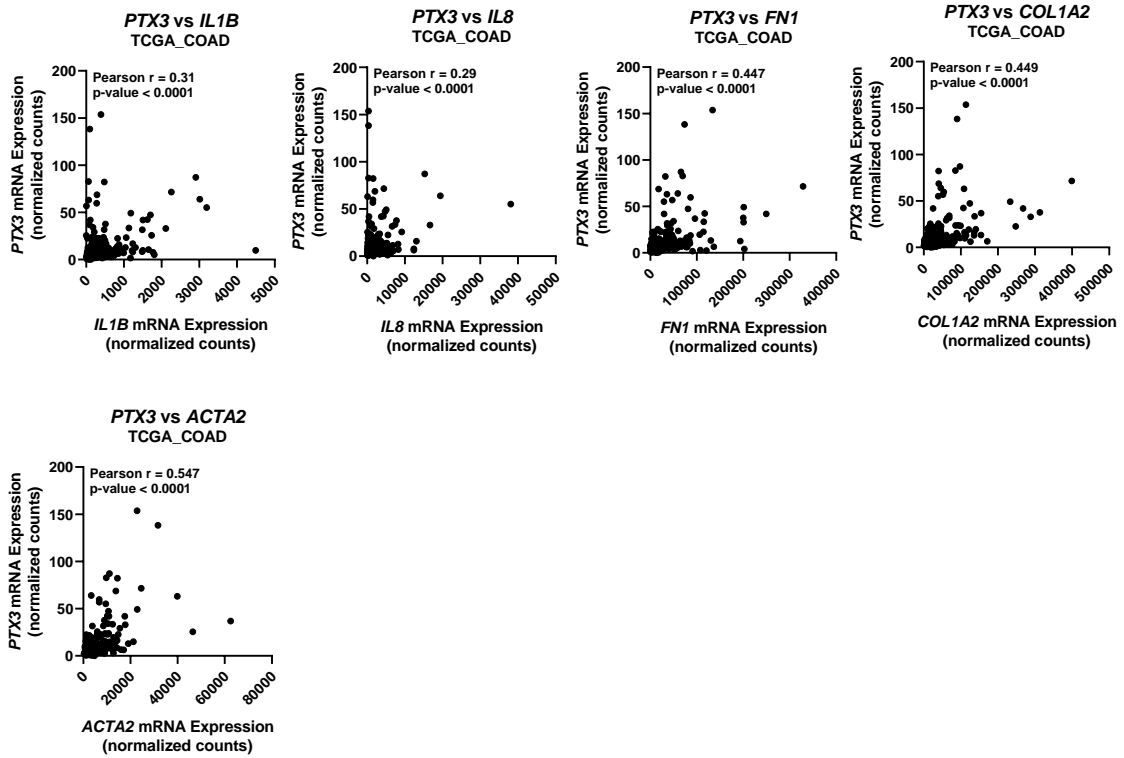 PTX3 vs IL1B
TCGA_COAD
Pearson r = 0.31
p-value < 0.0001
PTX3 mRNA Expression
(normalized counts)
200
150
100
50
0
0
1000
2000
3000
4000
5000
IL1B mRNA Expression
(normalized counts)
PTX3 vs IL8
TCGA_COAD
Pearson r = 0.29
p-value < 0.0001
PTX3 mRNA Expression
(normalized counts)
200
150
100
50
0
0
10000
20000
30000
40000
50000
IL8 mRNA Expression
(normalized counts)
PTX3 vs FN1
TCGA_COAD
Pearson r = 0.447
p-value < 0.0001
PTX3 mRNA Expression
(normalized counts)
200
150
100
50
0
0
100000
200000
300000
400000
FN1 mRNA Expression
(normalized counts)
PTX3 vs COL1A2
TCGA_COAD
Pearson r = 0.449
p-value < 0.0001
PTX3 mRNA Expression
(normalized counts)
200
150
100
50
0
0
100000
200000
300000
400000
500000
COL1A2 mRNA Expression
(normalized counts)
PTX3 vs ACTA2
TCGA_COAD
Pearson r = 0.547
p-value < 0.0001
PTX3 mRNA Expression
(normalized counts)
200
150
100
50
0
0
20000
40000
60000
80000
ACTA2 mRNA Expression
(normalized counts)